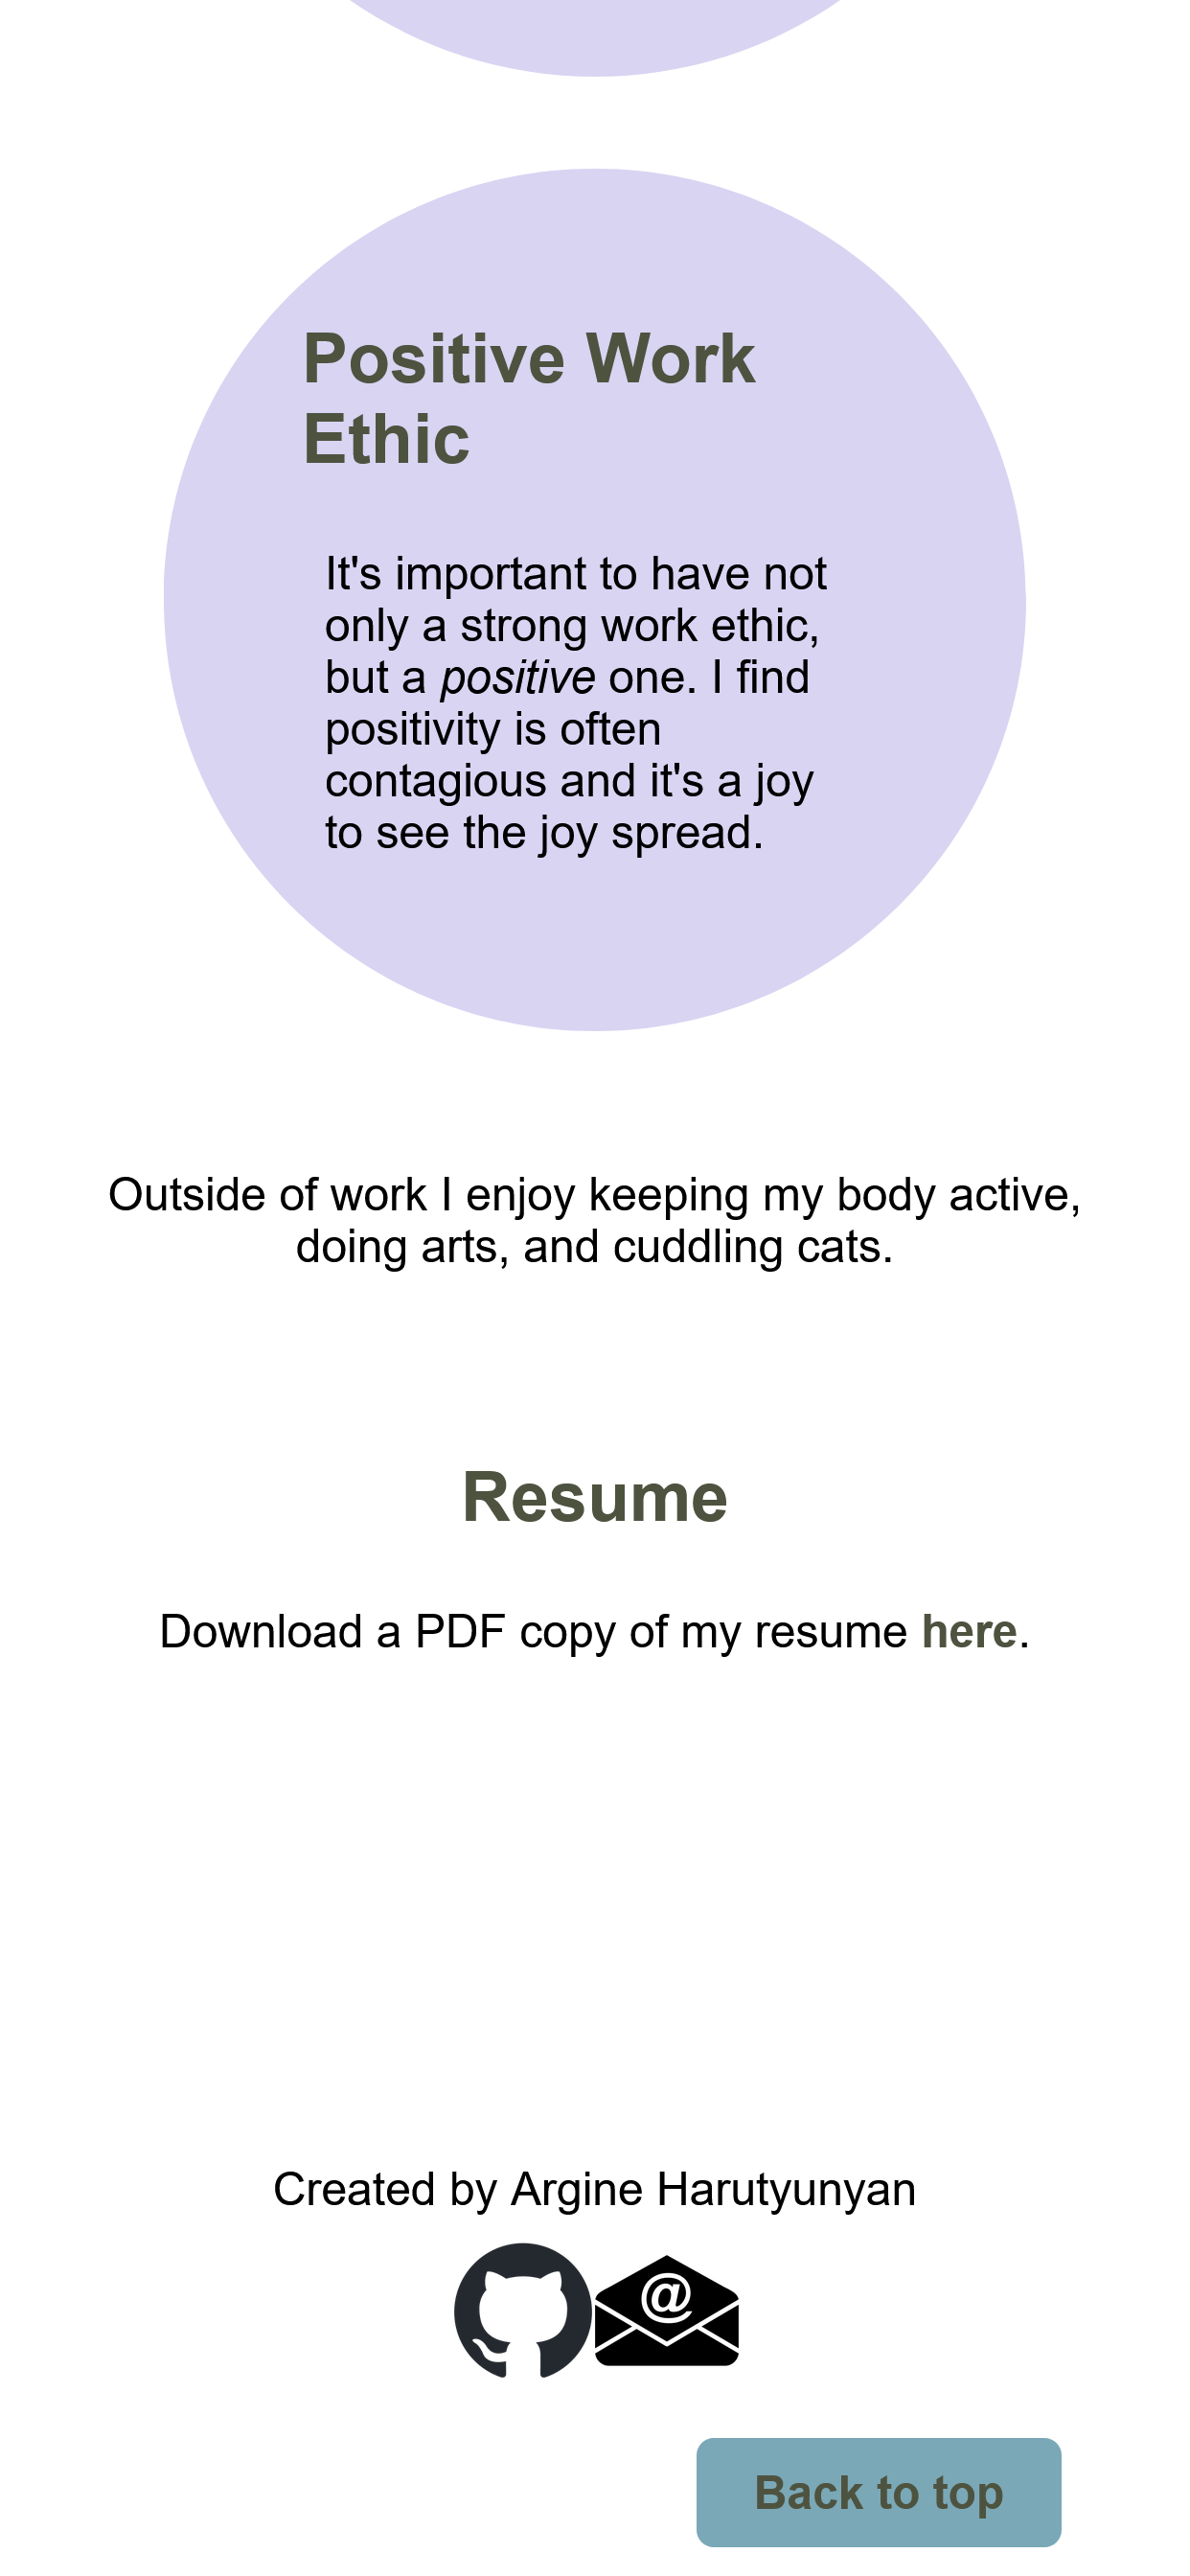 Positive Work
Ethic
It's important to have not
only a strong work ethic,
but a positive one. I find
positivity is often
contagious and it's a joy
to see the joy spread.
Outside of work I enjoy keeping my body active,
doing arts, and cuddling cats.
Resume
Download a PDF copy of my resume here.
Created by Argine Harutyunyan
@
Back to top